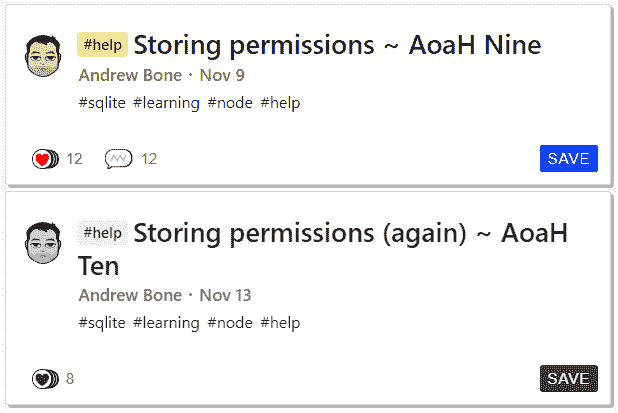 #help Storing permissions ~ AoaH Nine
Andrew Bone · Nov 9
#sqlite #learning #node #help
12 12 SAVE
#help Storing permissions (again) ~ AoaH
Ten
Andrew Bone · Nov 13
#sqlite #learning #node #help
8 SAVE